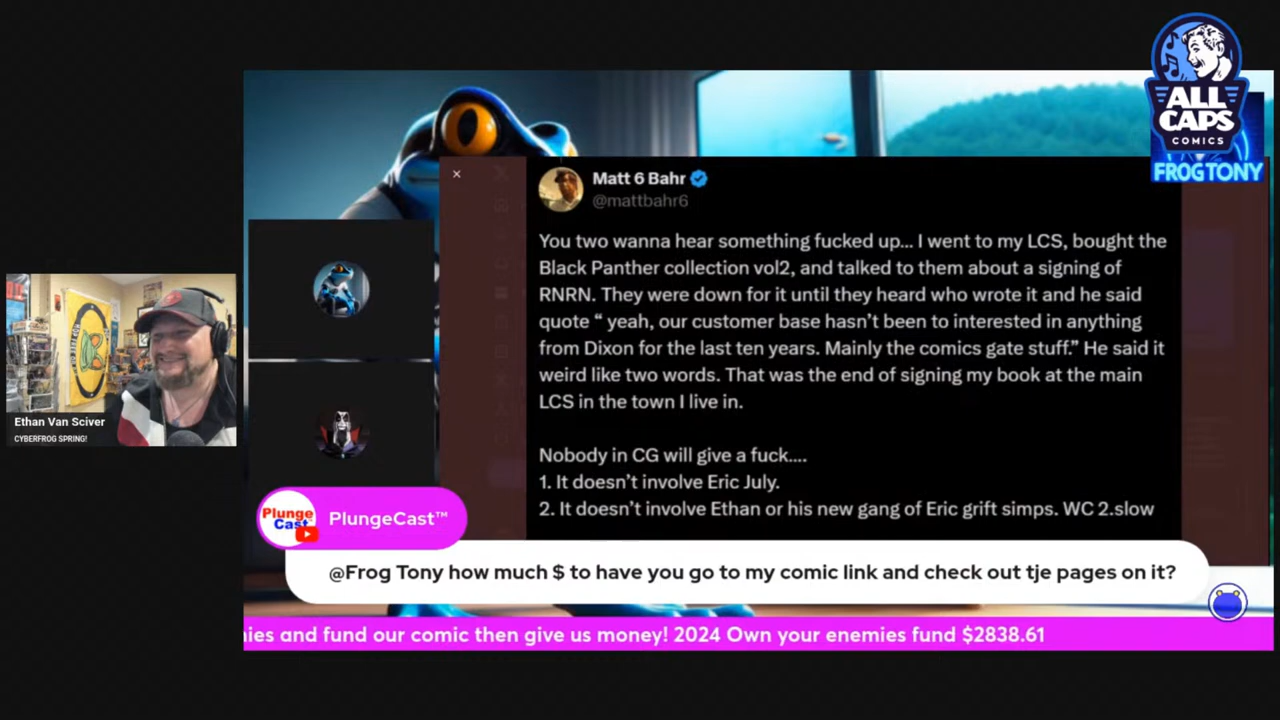 ALL
CAPS
COMICS
FROG TONY
Matt 6 Bahr
@mattbahr6
You two wanna hear something fucked up... I went to my LCS, bought the
Black Panther collection vol2, and talked to them about a signing of
RNRN. They were down for it until they heard who wrote it and he said
quote “ yeah, our customer base hasn’t been to interested in anything
from Dixon for the last ten years. Mainly the comics gate stuff.” He said it
weird like two words. That was the end of signing my book at the main
LCS in the town I live in.
Nobody in CG will give a fuck....
1. It doesn’t involve Eric July.
2. It doesn’t involve Ethan or his new gang of Eric grift simps. WC 2.slow
Ethan Van Sciver
CYBERFROG SPRING!
Plunge
Cast
PlungeCast™
@Frog Tony how much $ to have you go to my comic link and check out tje pages on it?
ies and fund our comic then give us money! 2024 Own your enemies fund $2838.61